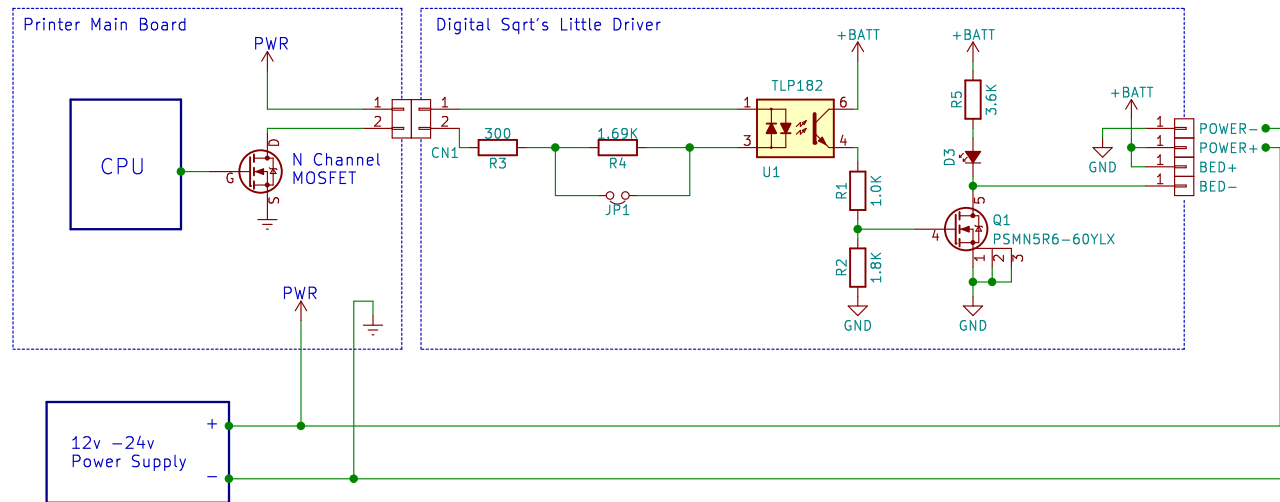 Printer Main Board
PWR
CPU
G
D
S
N Channel
MOSFET
1
2
1
2
CN1
PWR
Digital Sqrt's Little Driver
300
R3
1.69K
R4
JP1
TLP182
1
3
6
4
U1
+BATT
R1
1.0K
R2
1.8K
GND
+BATT
R5
3.6K
D3
5
4
Q1
PSMN5R6-60YLX
1
2
3
GND
+BATT
GND
1 POWER-
1 POWER+
1 BED+
1 BED-
12v -24v
Power Supply
+
-